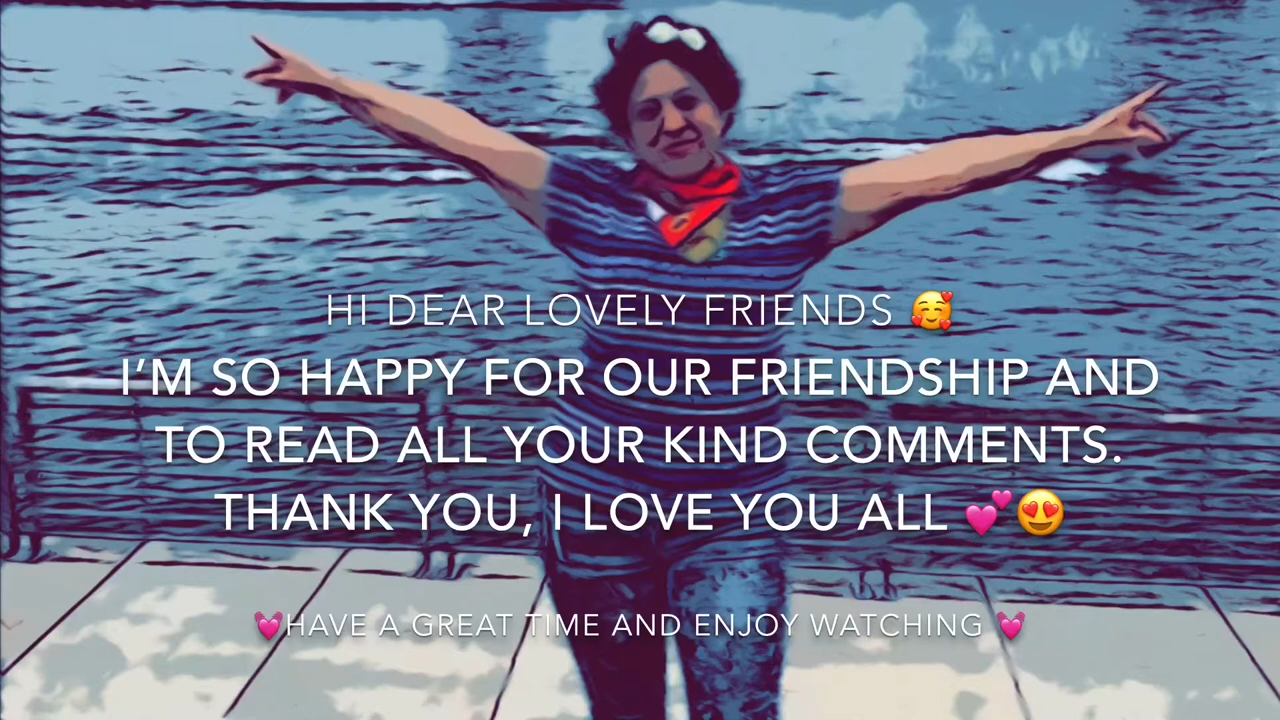 HI DEAR LOVELY FRIENDS 🥰
I’M SO HAPPY FOR OUR FRIENDSHIP AND
TO READ ALL YOUR KIND COMMENTS.
THANK YOU, I LOVE YOU ALL 💕😍
💓HAVE A GREAT TIME AND ENJOY WATCHING 💓